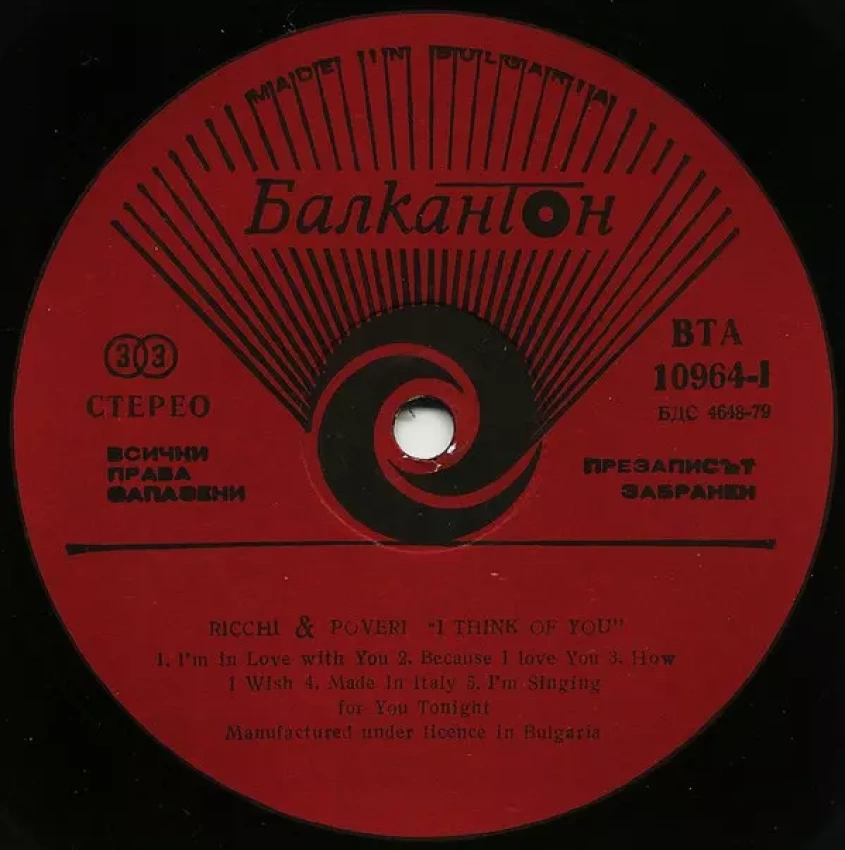 MADE IN BULGARIA
Балкантон
33
СТЕРЕО
ВТА
10964-I
БДС 4648-79
ВСИЧКИ
ПРАВА
ЗАПАЗЕНИ
ПРЕЗАПИСЪТ
ЗАБРАНЕН
RICCHI & POVERI "I THINK OF YOU"
1. I'm in Love with You 2. Because I love You 3. How
I Wish 4. Made in Italy 5. I'm Singing
for You Tonight
Manufactured under licence in Bulgaria